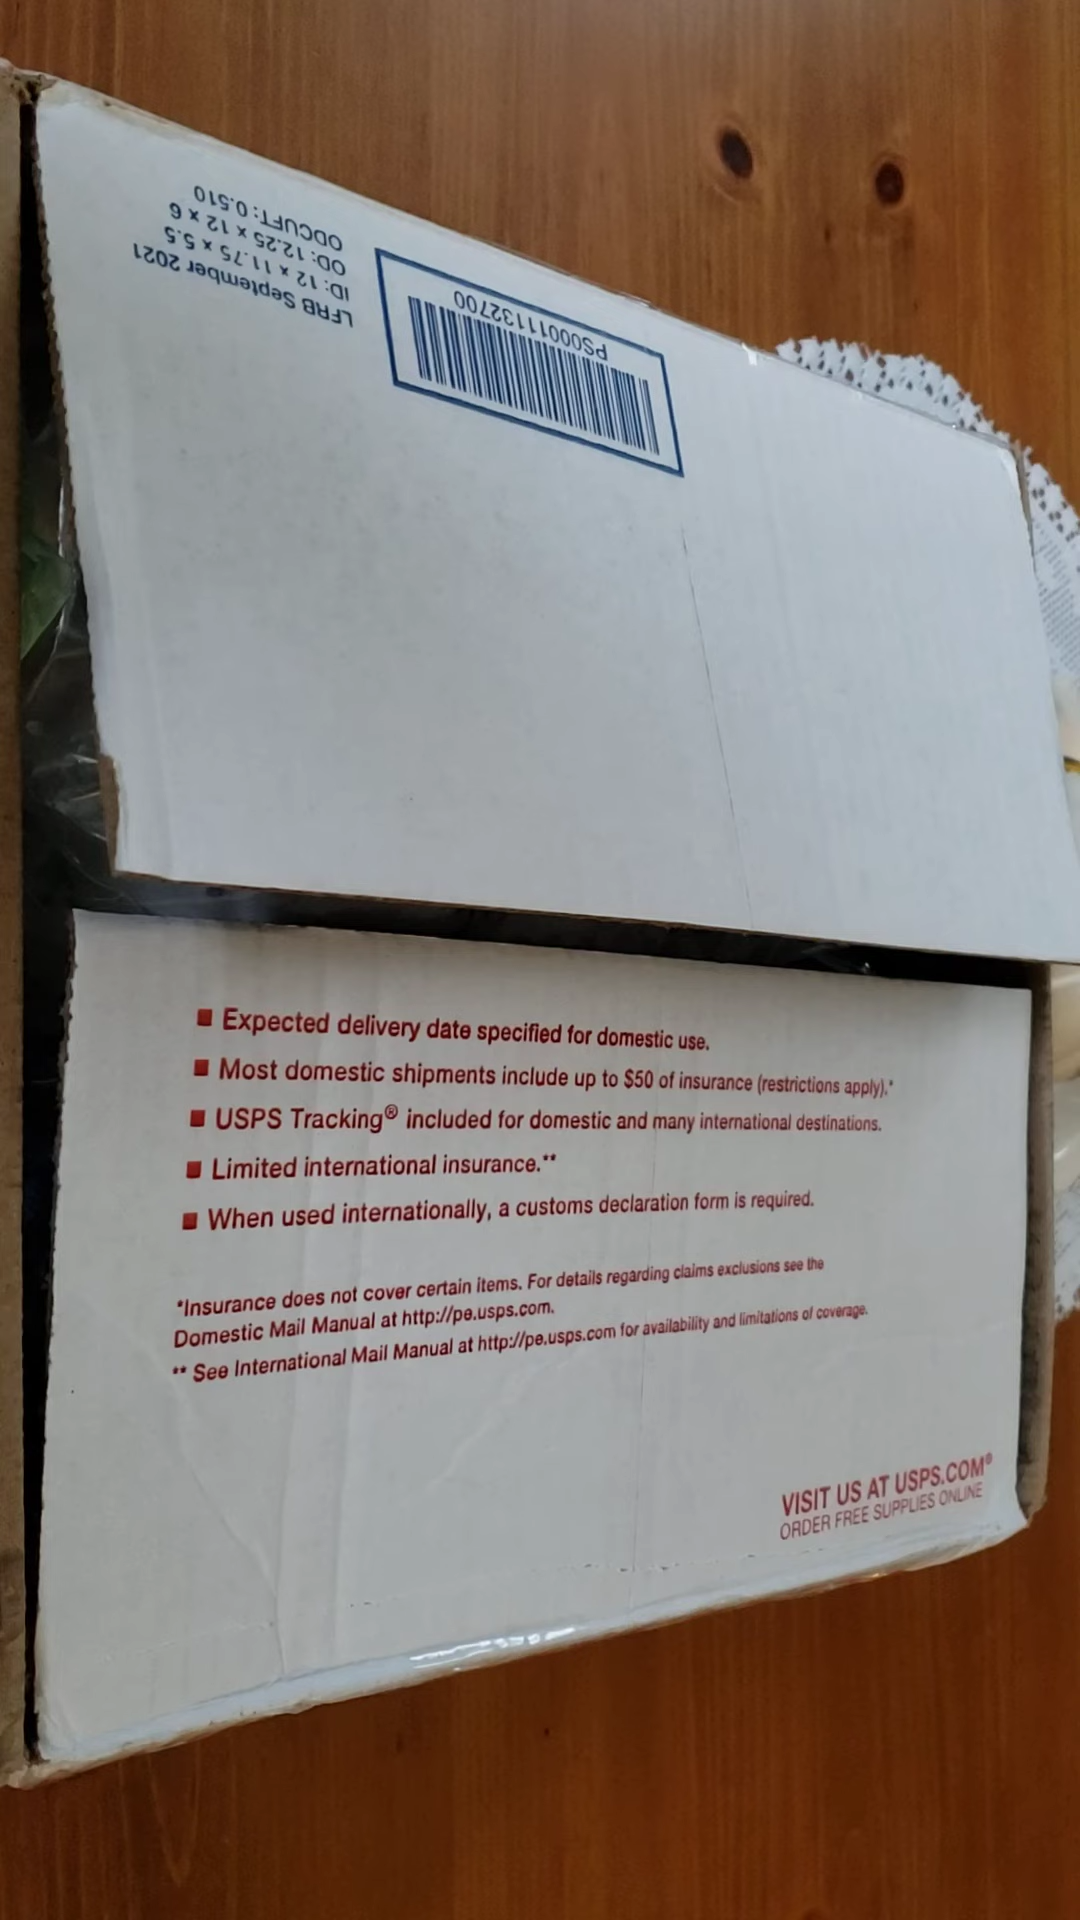 LFRB September 2021
ID: 12 x 11.75 x 5.5
OD: 12.25 x 12 x 6
ODCUFT: 0.510
PS00011132700
■ Expected delivery date specified for domestic use.
■ Most domestic shipments include up to $50 of insurance (restrictions apply).*
■ USPS Tracking® included for domestic and many international destinations.
■ Limited international insurance.**
■ When used internationally, a customs declaration form is required.
*Insurance does not cover certain items. For details regarding claims exclusions see the
Domestic Mail Manual at http://pe.usps.com.
** See International Mail Manual at http://pe.usps.com for availability and limitations of coverage.
VISIT US AT USPS.COM®
ORDER FREE SUPPLIES ONLINE